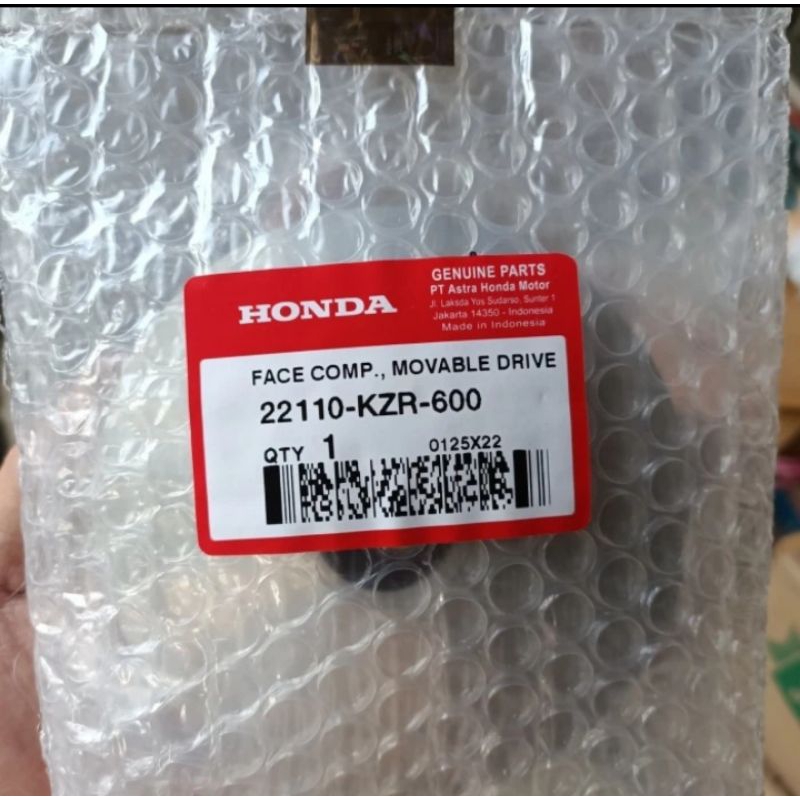 HONDA
GENUINE PARTS
PT Astra Honda Motor
Jl. Laksda Yos Sudarso, Sunter 1
Jakarta 14350 - Indonesia
Made in Indonesia
FACE COMP., MOVABLE DRIVE
22110-KZR-600
QTY 1
0125X22